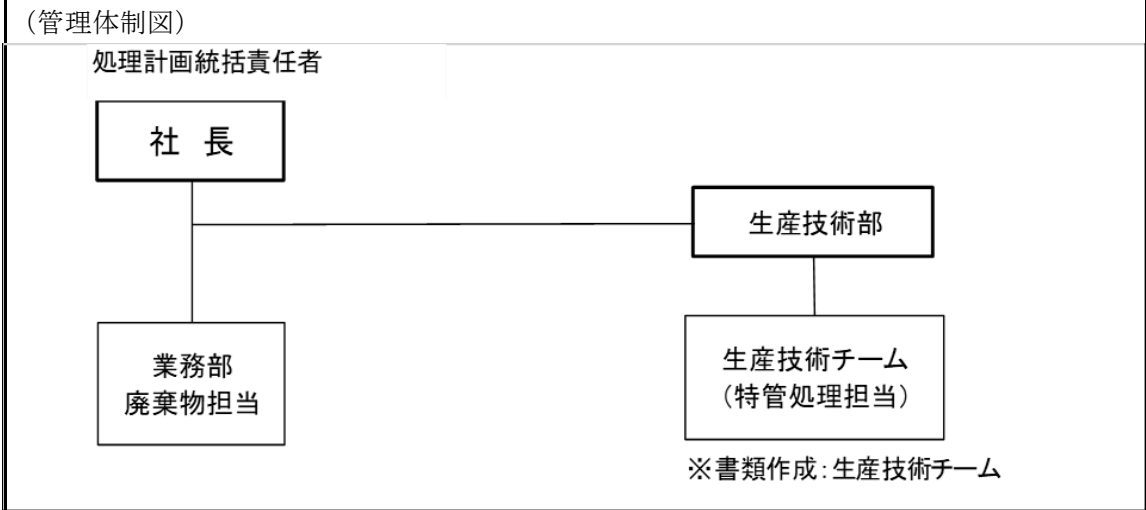 （管理体制図）
処理計画統括責任者
社 長
生産技術部
業務部
廃棄物担当
生産技術チーム
（特管処理担当）
※書類作成：生産技術チーム